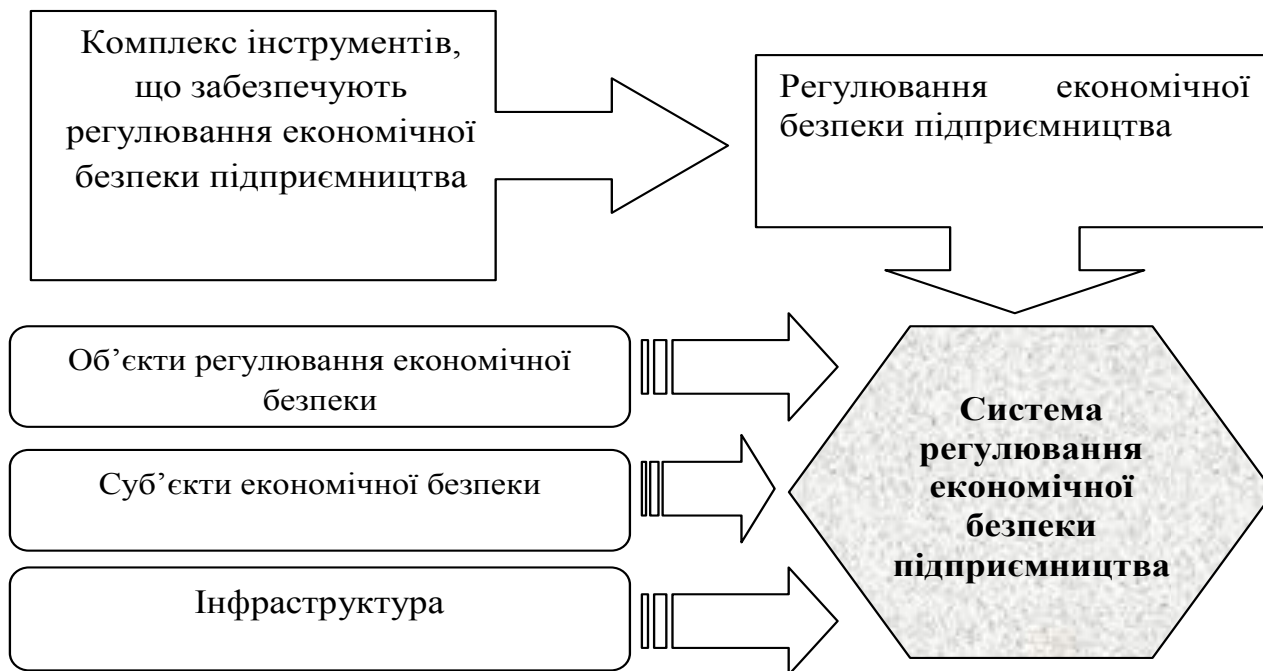 Комплекс інструментів,
що забезпечують
регулювання економічної
безпеки підприємництва
Регулювання економічної
безпеки підприємництва
Об’єкти регулювання економічної
безпеки
Суб’єкти економічної безпеки
Інфраструктура
Система
регулювання
економічної
безпеки
підприємництва